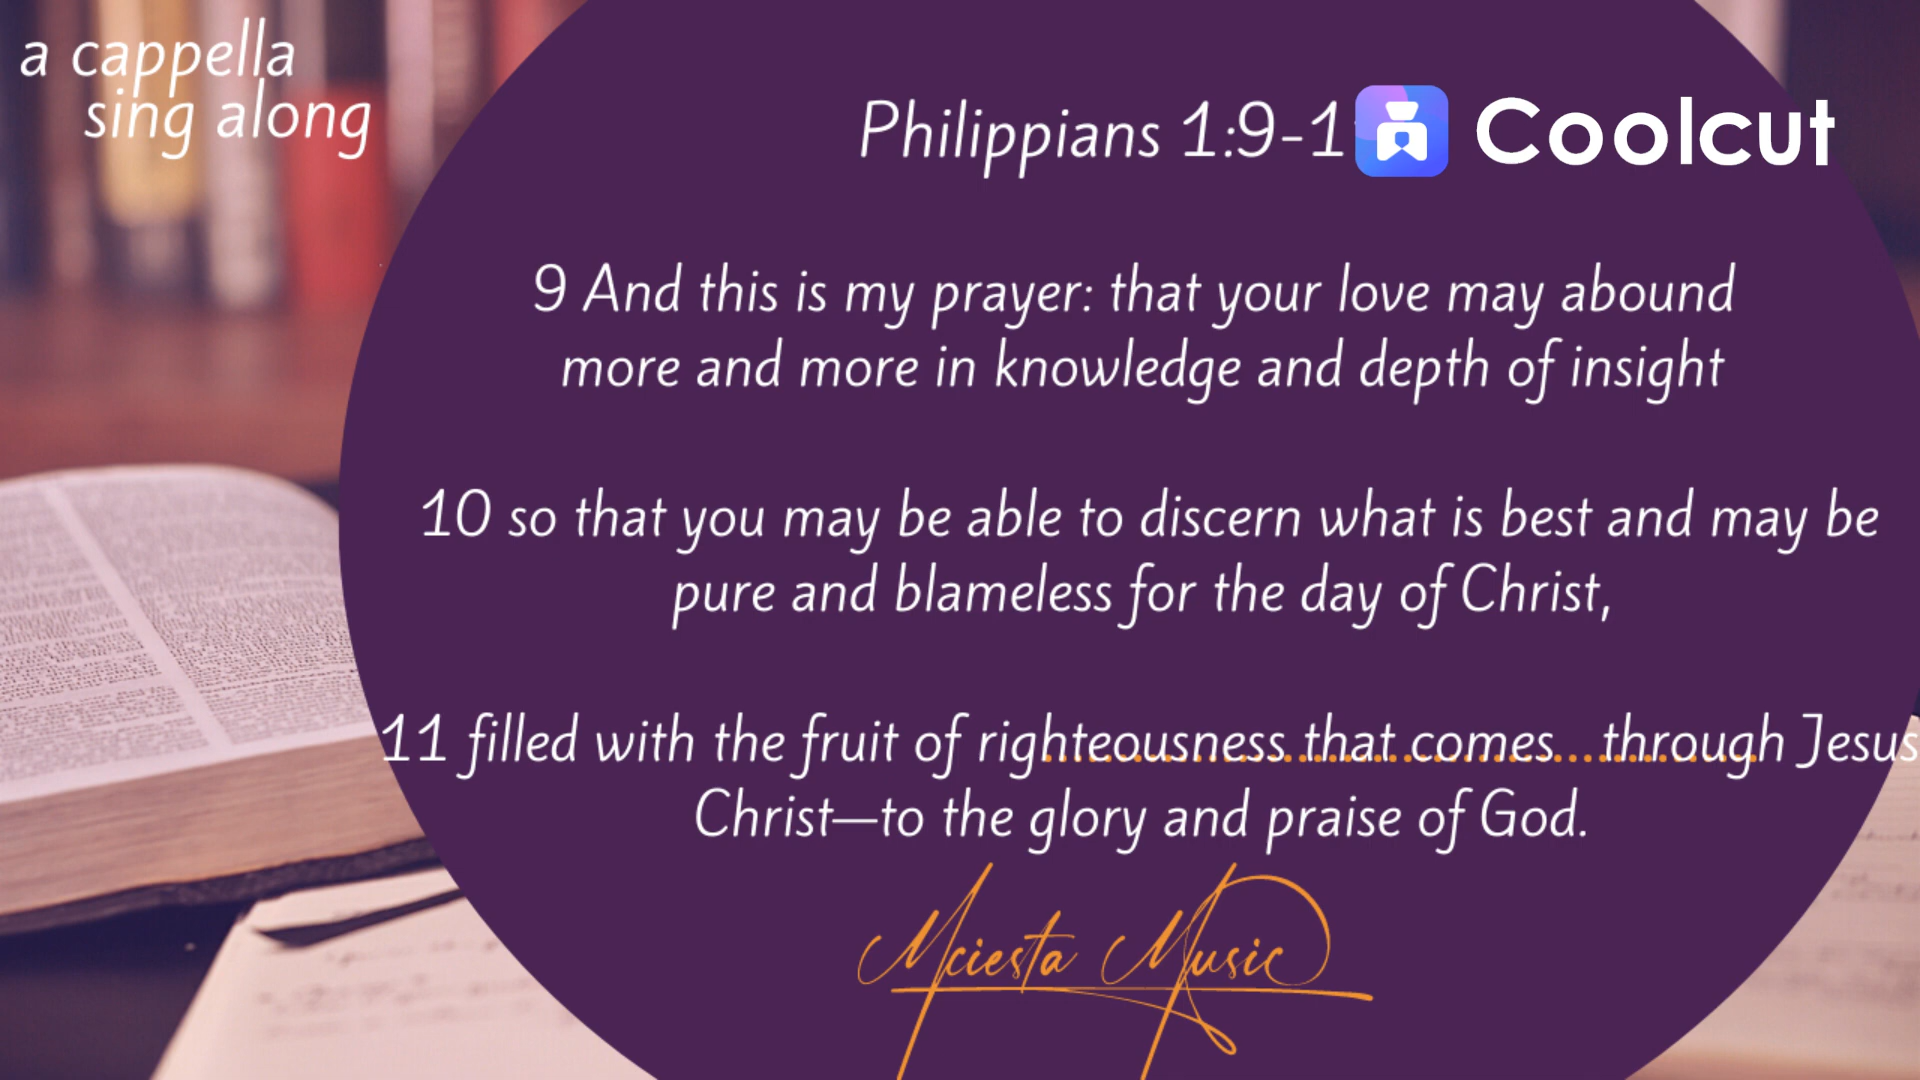 a cappella
sing along
Philippians 1:9-1
Coolcut
9 And this is my prayer: that your love may abound
more and more in knowledge and depth of insight
10 so that you may be able to discern what is best and may be
pure and blameless for the day of Christ,
11 filled with the fruit of righteousness that comes through Jesus
Christ—to the glory and praise of God.
Mciesta Music